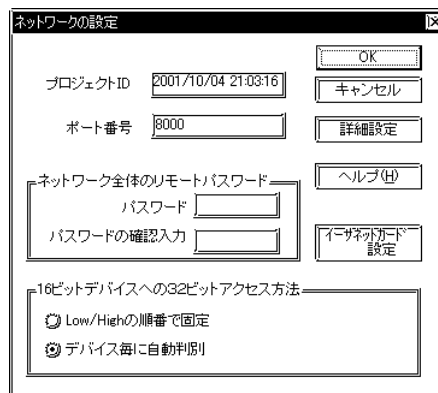 ネットワークの設定
プロジェクトID 2001/10/04 21:03:16
ポート番号 8000
ネットワーク全体のリモートパスワード
パスワード
パスワードの確認入力
OK
キャンセル
詳細設定
ヘルプ(H)
イーサネットカード
設定
16ビットデバイスへの32ビットアクセス方法
Low/Highの順番で固定
デバイス毎に自動判別